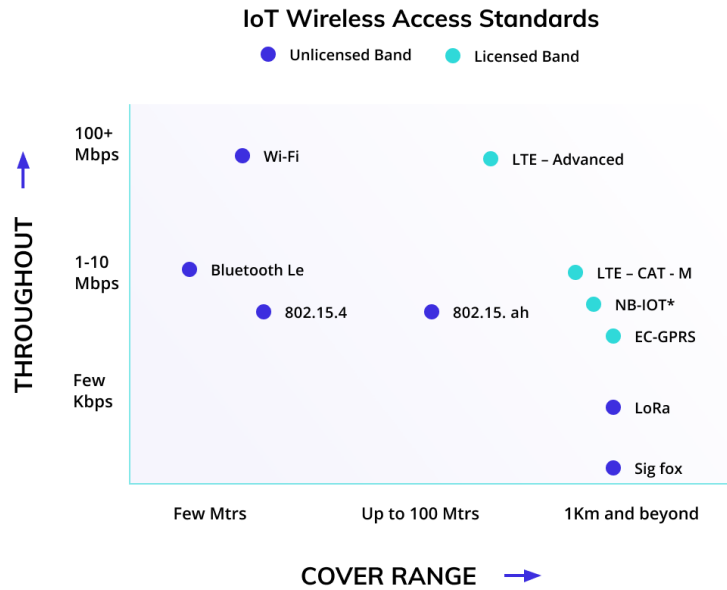 IoT Wireless Access Standards
Unlicensed Band
Licensed Band
THROUGHOUT
100+
Mbps
1-10
Mbps
Few
Kbps
Wi-Fi
LTE – Advanced
Bluetooth Le
LTE – CAT - M
802.15.4
802.15. ah
NB-IOT*
EC-GPRS
LoRa
Sig fox
Few Mtrs
Up to 100 Mtrs
1Km and beyond
COVER RANGE